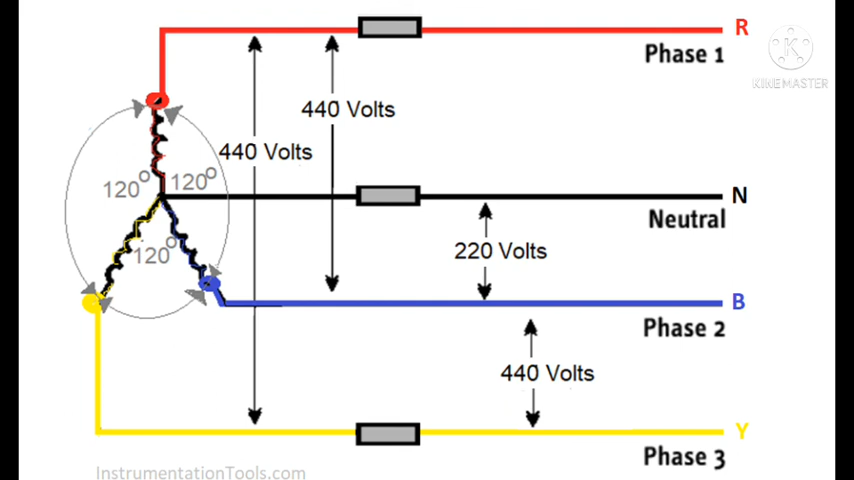 R
Phase 1
K
KINEMASTER
440 Volts
440 Volts
120°
120°
N
Neutral
120°
220 Volts
B
Phase 2
440 Volts
Y
Phase 3
InstrumentationTools.com